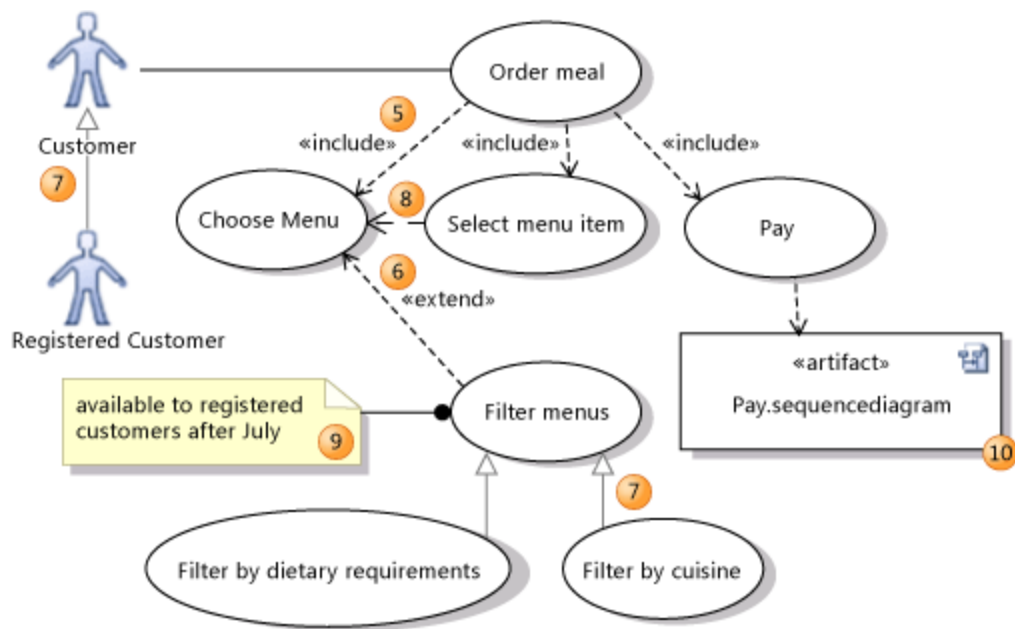 Order meal
5
Customer
«include»
«include»
«include»
7
8
Choose Menu
Select menu item
Pay
6
«extend»
Registered Customer
«artifact»
available to registered
customers after July
9
Filter menus
Pay.sequencediagram
10
7
Filter by dietary requirements
Filter by cuisine